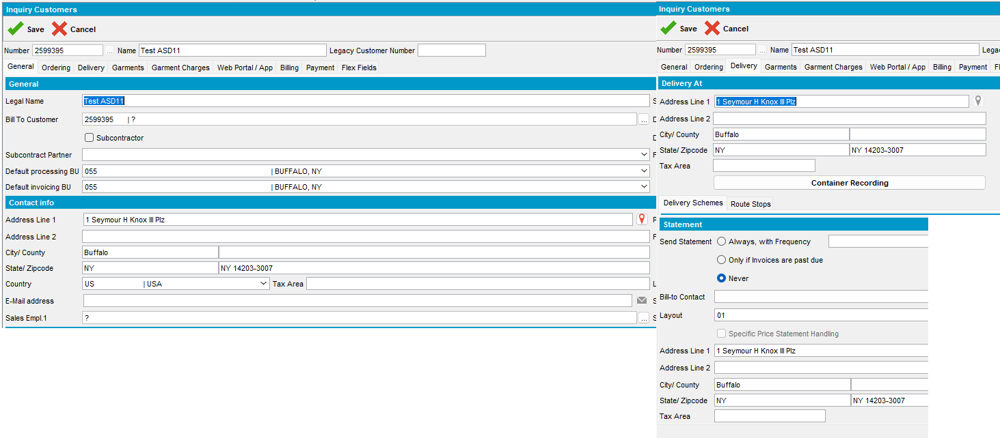 Inquiry Customers
Save Cancel
Number 2599395 ... Name Test ASD11 Legacy Customer Number
General Ordering Delivery Garments Garment Charges Web Portal / App Billing Payment Flex Fields
General
Legal Name Test ASD11
Bill To Customer 2599395 | ? ...
Subcontractor
Subcontract Partner
Default processing BU 055 | BUFFALO, NY
Default invoicing BU 055 | BUFFALO, NY
Contact info
Address Line 1 1 Seymour H Knox III Plz
Address Line 2
City/ County Buffalo
State/ Zipcode NY NY 14203-3007
Country US | USA Tax Area
E-Mail address
Sales Empl.1 ? ...
Inquiry Customers
Save Cancel
Number 2599395 ... Name Test ASD11 Legac
General Ordering Delivery Garments Garment Charges Web Portal / App Billing Payment Fl
Delivery At
Address Line 1 1 Seymour H Knox III Plz
Address Line 2
City/ County Buffalo
State/ Zipcode NY NY 14203-3007
Tax Area
Container Recording
Delivery Schemes Route Stops
Statement
Send Statement Always, with Frequency
Only if Invoices are past due
Never
Bill-to Contact
Layout 01
Specific Price Statement Handling
Address Line 1 1 Seymour H Knox III Plz
Address Line 2
City/ County Buffalo
State/ Zipcode NY NY 14203-3007
Tax Area